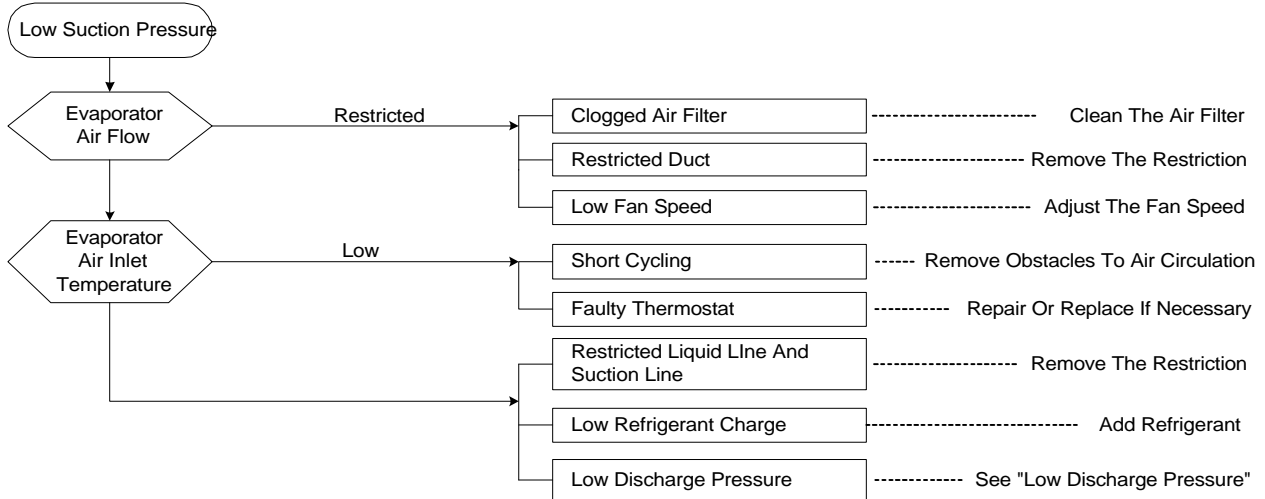 Low Suction Pressure
Evaporator
Air Flow
Restricted
Clogged Air Filter
Clean The Air Filter
Restricted Duct
Remove The Restriction
Low Fan Speed
Adjust The Fan Speed
Evaporator
Air Inlet
Temperature
Low
Short Cycling
Remove Obstacles To Air Circulation
Faulty Thermostat
Repair Or Replace If Necessary
Restricted Liquid LIne And
Suction Line
Remove The Restriction
Low Refrigerant Charge
Add Refrigerant
Low Discharge Pressure
See "Low Discharge Pressure"